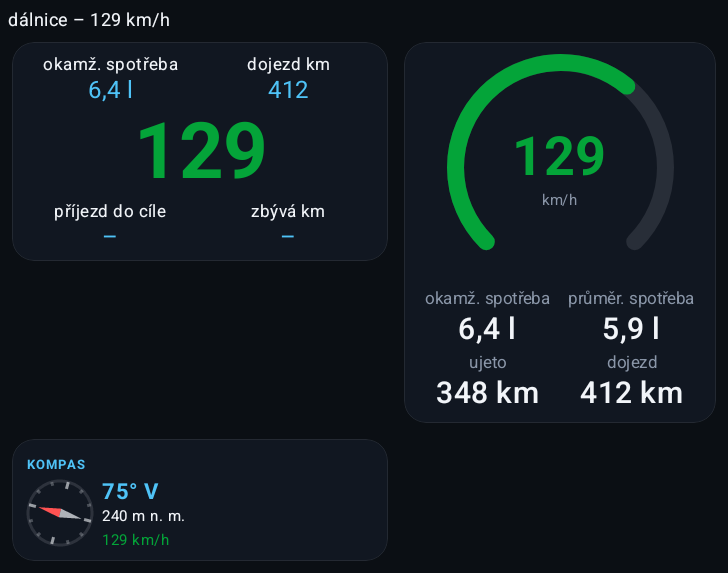 dálnice – 129 km/h
okamž. spotřeba dojezd km
6,4 l 412
129
příjezd do cíle zbývá km
– –
129
km/h
okamž. spotřeba průměr. spotřeba
6,4 l 5,9 l
ujeto dojezd
348 km 412 km
KOMPAS
75° V
240 m n. m.
129 km/h